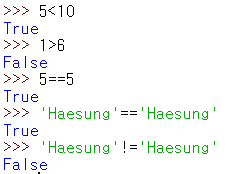 >>> 5<10
True
>>> 1>6
False
>>> 5==5
True
>>> 'Haesung'=='Haesung'
True
>>> 'Haesung'!='Haesung'
False